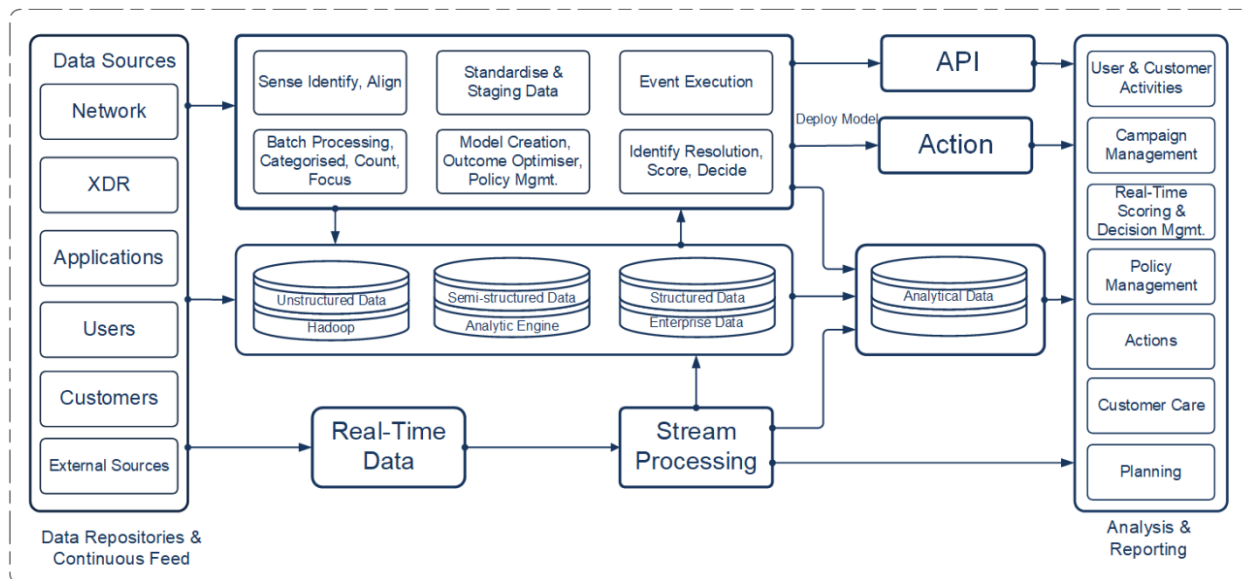 Data Sources
Network
XDR
Applications
Users
Customers
External Sources
Data Repositories &
Continuous Feed
Sense Identify, Align
Standardise &
Staging Data
Event Execution
Batch Processing,
Categorised, Count,
Focus
Model Creation,
Outcome Optimiser,
Policy Mgmt.
Identify Resolution,
Score, Decide
Unstructured Data
Hadoop
Semi-structured Data
Analytic Engine
Structured Data
Enterprise Data
Real-Time
Data
Stream
Processing
API
Deploy Model
Action
Analytical Data
User & Customer
Activities
Campaign
Management
Real-Time
Scoring &
Decision Mgmt.
Policy
Management
Actions
Customer Care
Planning
Analysis &
Reporting